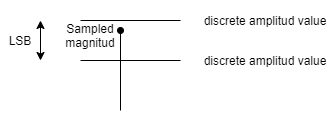 discrete amplitud value
Sampled
magnitud
LSB
discrete amplitud value